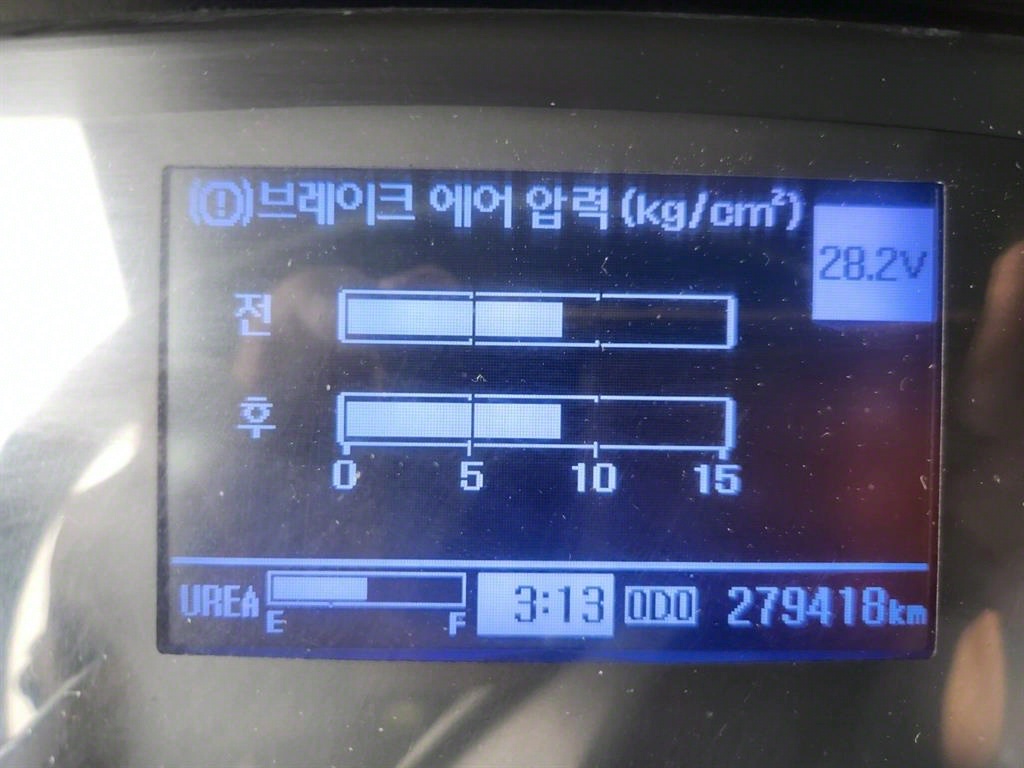 (!) 브레이크 에어 압력 (kg/cm²)
28.2V
전
후
0 5 10 15
UREA E F 3:13 ODO 279418km